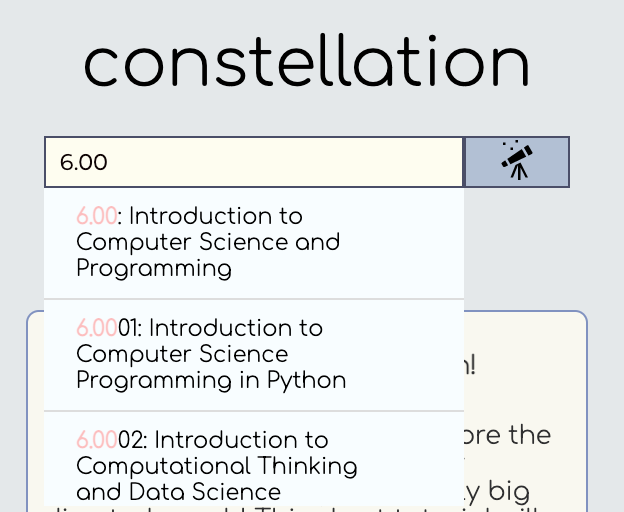 constellation
6.00
6.00: Introduction to
Computer Science and
Programming
6.0001: Introduction to
Computer Science
Programming in Python
6.0002: Introduction to
Computational Thinking
and Data Science
the
big